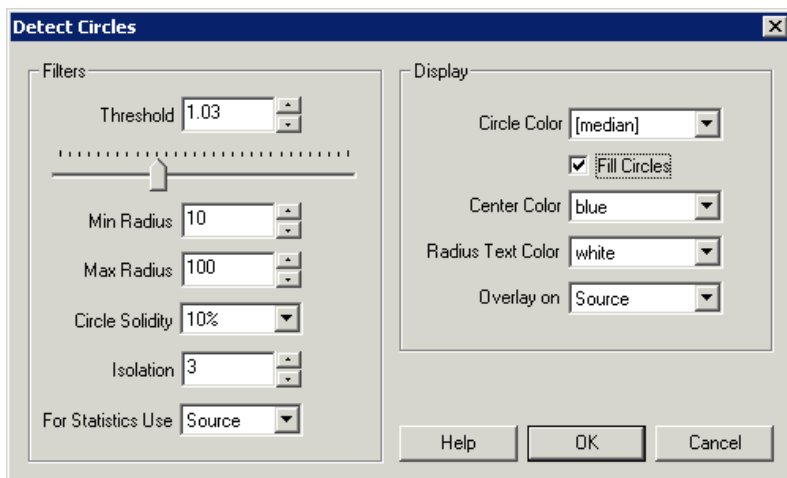 Detect Circles
Filters
Threshold 1.03
Min Radius 10
Max Radius 100
Circle Solidity 10%
Isolation 3
For Statistics Use Source
Display
Circle Color [median]
Fill Circles
Center Color blue
Radius Text Color white
Overlay on Source
Help OK Cancel